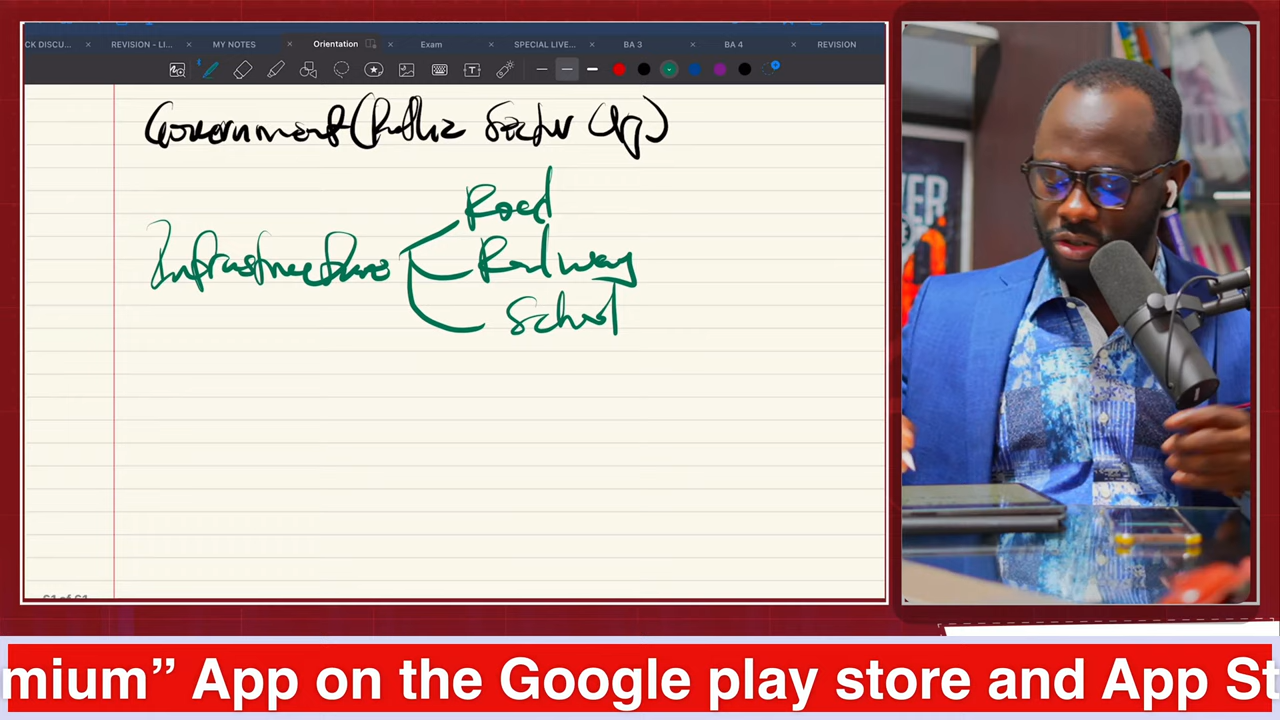 CK DISCU... REVISION - LI... MY NOTES Orientation Exam SPECIAL LIVE... BA 3 BA 4 REVISION
Government (Public Sector Org)
Road
Infrastructure Railway
School
mium” App on the Google play store and App St